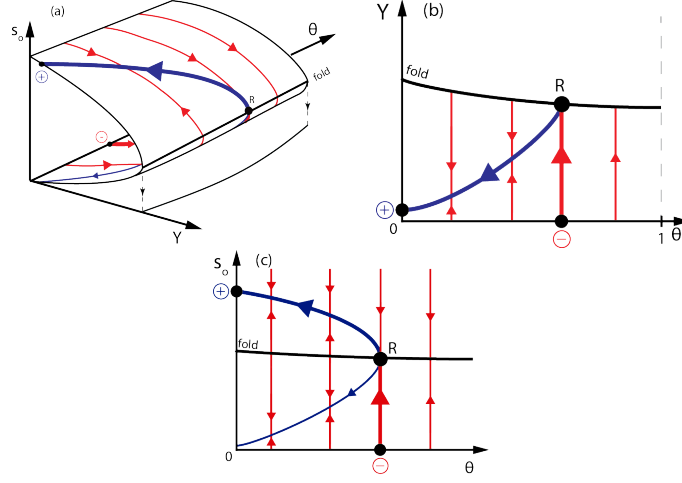 (a)
S₀
θ
fold
R
⊕
⊖
Y
(b)
Y
fold
R
⊕
0
⊖
1
θ
(c)
S₀
⊕
fold
R
0
⊖
θ